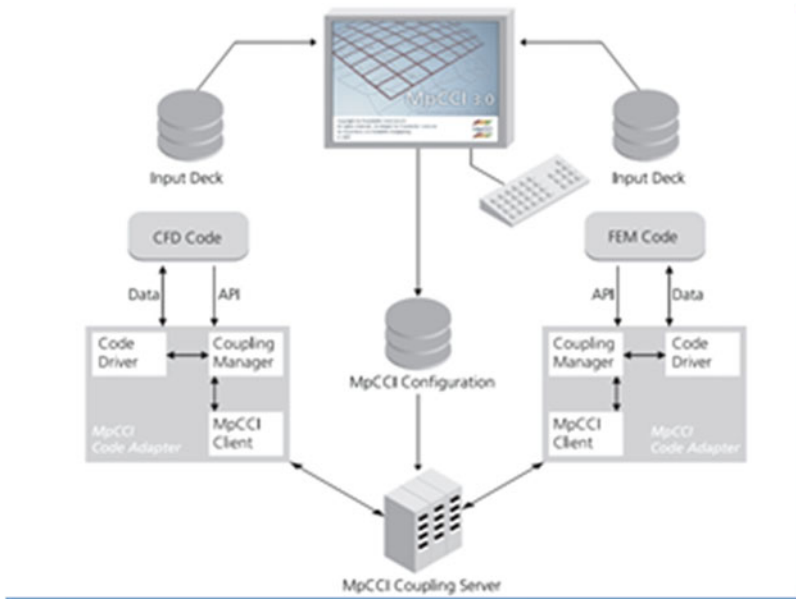 MpCCI 3.0
Input Deck
Input Deck
CFD Code
FEM Code
Data
API
API
Data
Code
Driver
Coupling
Manager
MpCCI
Client
MpCCI
Code Adapter
MpCCI Configuration
Coupling
Manager
Code
Driver
MpCCI
Client
MpCCI
Code Adapter
MpCCI Coupling Server